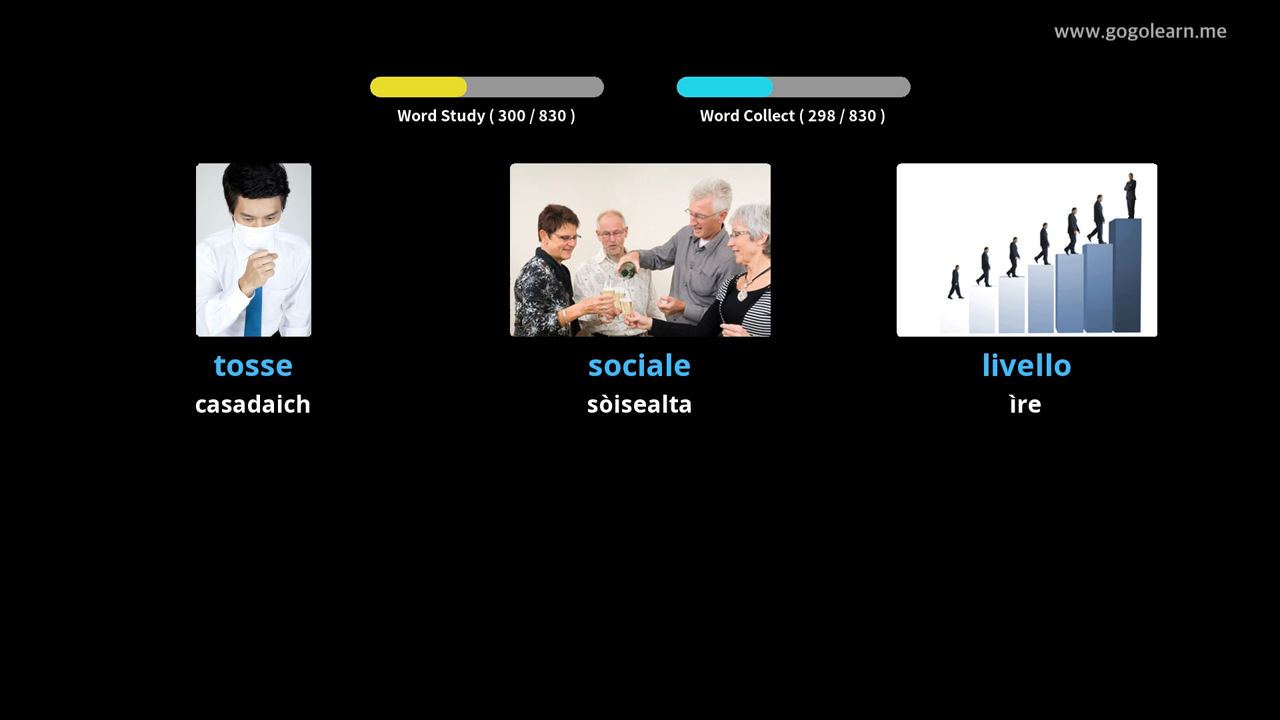 www.gogolearn.me
Word Study ( 300 / 830 )
Word Collect ( 298 / 830 )
tosse
sociale
livello
casadaich
sòisealta
ìre